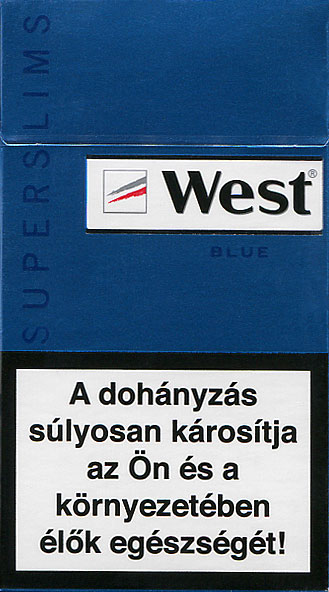 SUPERSLIMS
West®
BLUE
A dohányzás
súlyosan károsítja
az Ön és a
környezetében
élők egészségét!